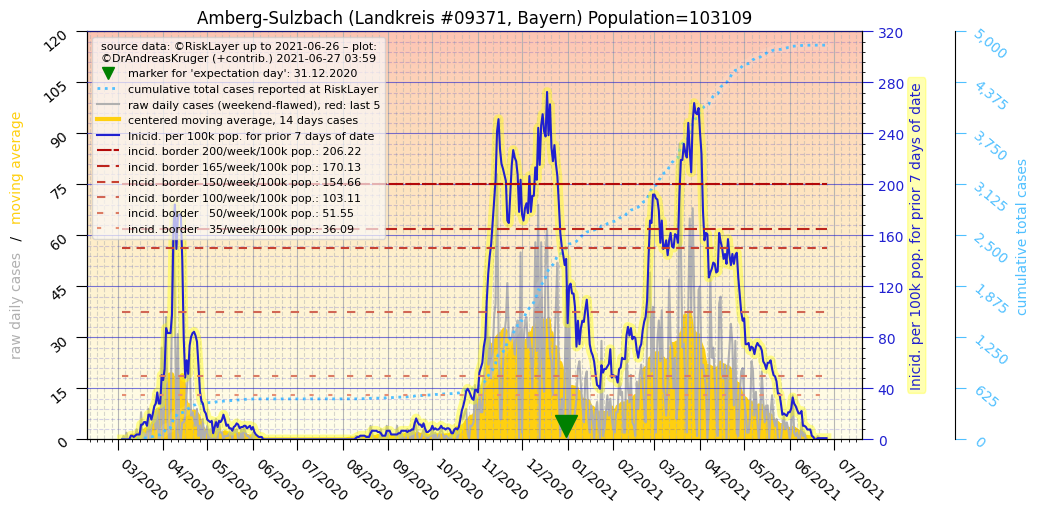 Amberg-Sulzbach (Landkreis #09371, Bayern) Population=103109
source data: ©RiskLayer up to 2021-06-26 – plot:
©DrAndreasKruger (+contrib.) 2021-06-27 03:59
marker for 'expectation day': 31.12.2020
cumulative total cases reported at RiskLayer
raw daily cases (weekend-flawed), red: last 5
centered moving average, 14 days cases
Inicid. per 100k pop. for prior 7 days of date
incid. border 200/week/100k pop.: 206.22
incid. border 165/week/100k pop.: 170.13
incid. border 150/week/100k pop.: 154.66
incid. border 100/week/100k pop.: 103.11
incid. border 50/week/100k pop.: 51.55
incid. border 35/week/100k pop.: 36.09
raw daily cases / moving average
120
105
90
75
60
45
30
15
0
320
280
240
200
160
120
80
40
0
Inicid. per 100k pop. for prior 7 days of date
5,000
4,375
3,750
3,125
2,500
1,875
1,250
625
0
cumulative total cases
03/2020
04/2020
05/2020
06/2020
07/2020
08/2020
09/2020
10/2020
11/2020
12/2020
01/2021
02/2021
03/2021
04/2021
05/2021
06/2021
07/2021